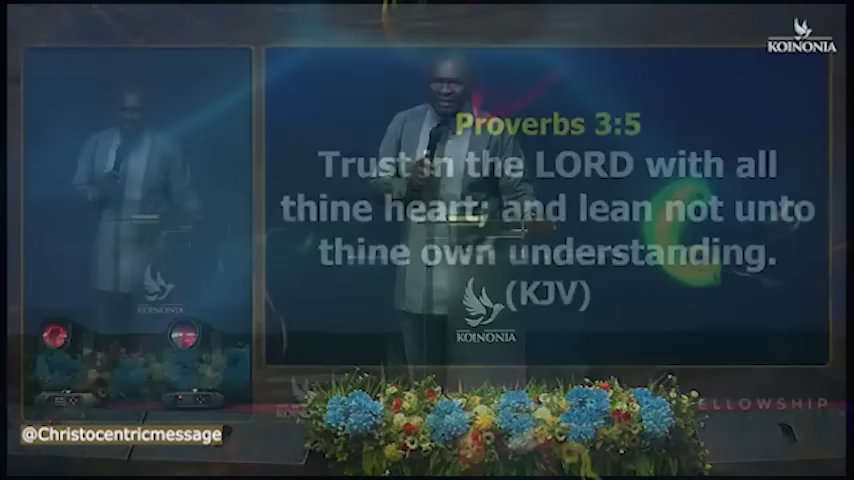 KOINONIA
Proverbs 3:5
Trust in the LORD with all
thine heart; and lean not unto
thine own understanding.
(KJV)
KOINONIA
KOINONIA
ELLOWSHIP
@Christocentricmessage